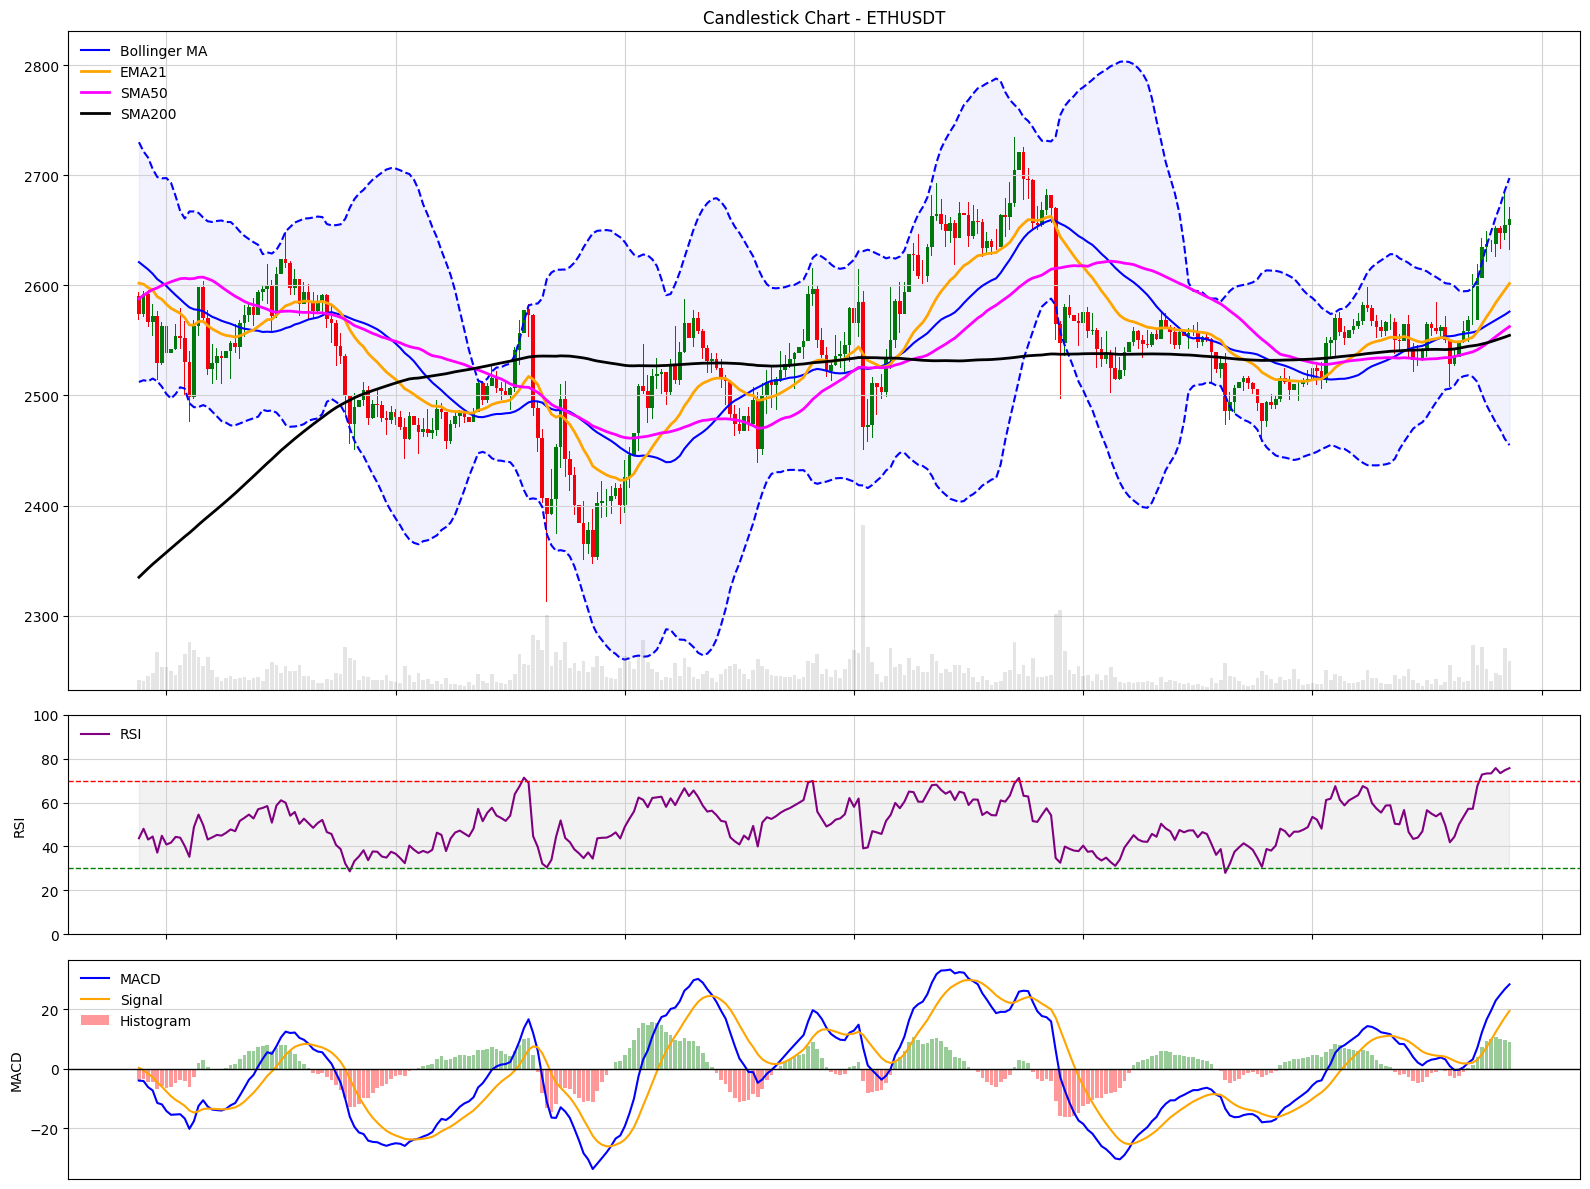 Candlestick Chart - ETHUSDT
Bollinger MA
EMA21
SMA50
SMA200
2800
2700
2600
2500
2400
2300
RSI
100
80
60
40
20
0
RSI
MACD
Signal
Histogram
20
0
−20
MACD